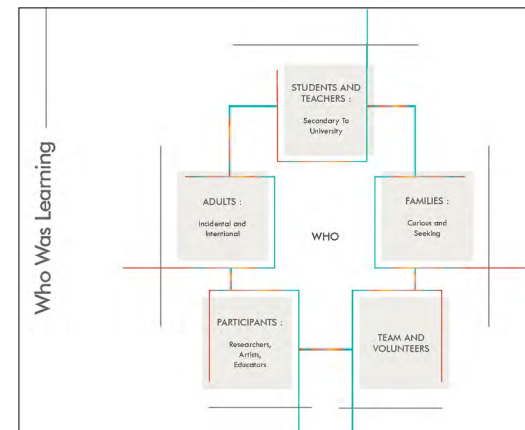 Who Was Learning
STUDENTS AND
TEACHERS :
Secondary To
University
ADULTS :
Incidental and
Intentional
WHO
FAMILIES :
Curious and
Seeking
PARTICIPANTS :
Researchers,
Artists,
Educators
TEAM AND
VOLUNTEERS